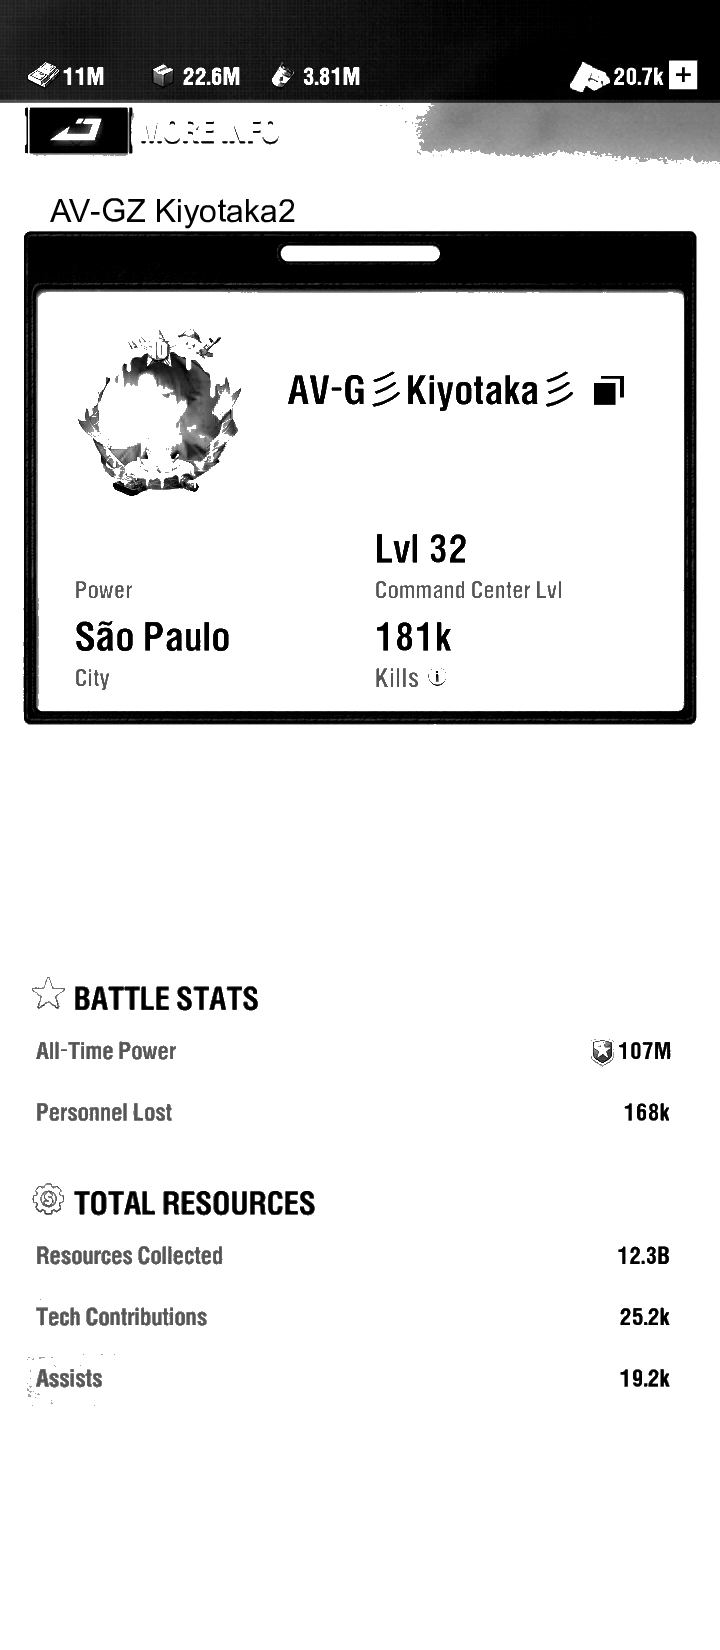 11M 22.6M 3.81M 20.7k +
MORE INFO
AV-GZ Kiyotaka2
AV-G彡Kiyotaka彡
Lvl 32
Power
Command Center Lvl
São Paulo
181k
City
Kills
BATTLE STATS
All-Time Power 107M
Personnel Lost 168k
TOTAL RESOURCES
Resources Collected 12.3B
Tech Contributions 25.2k
Assists 19.2k